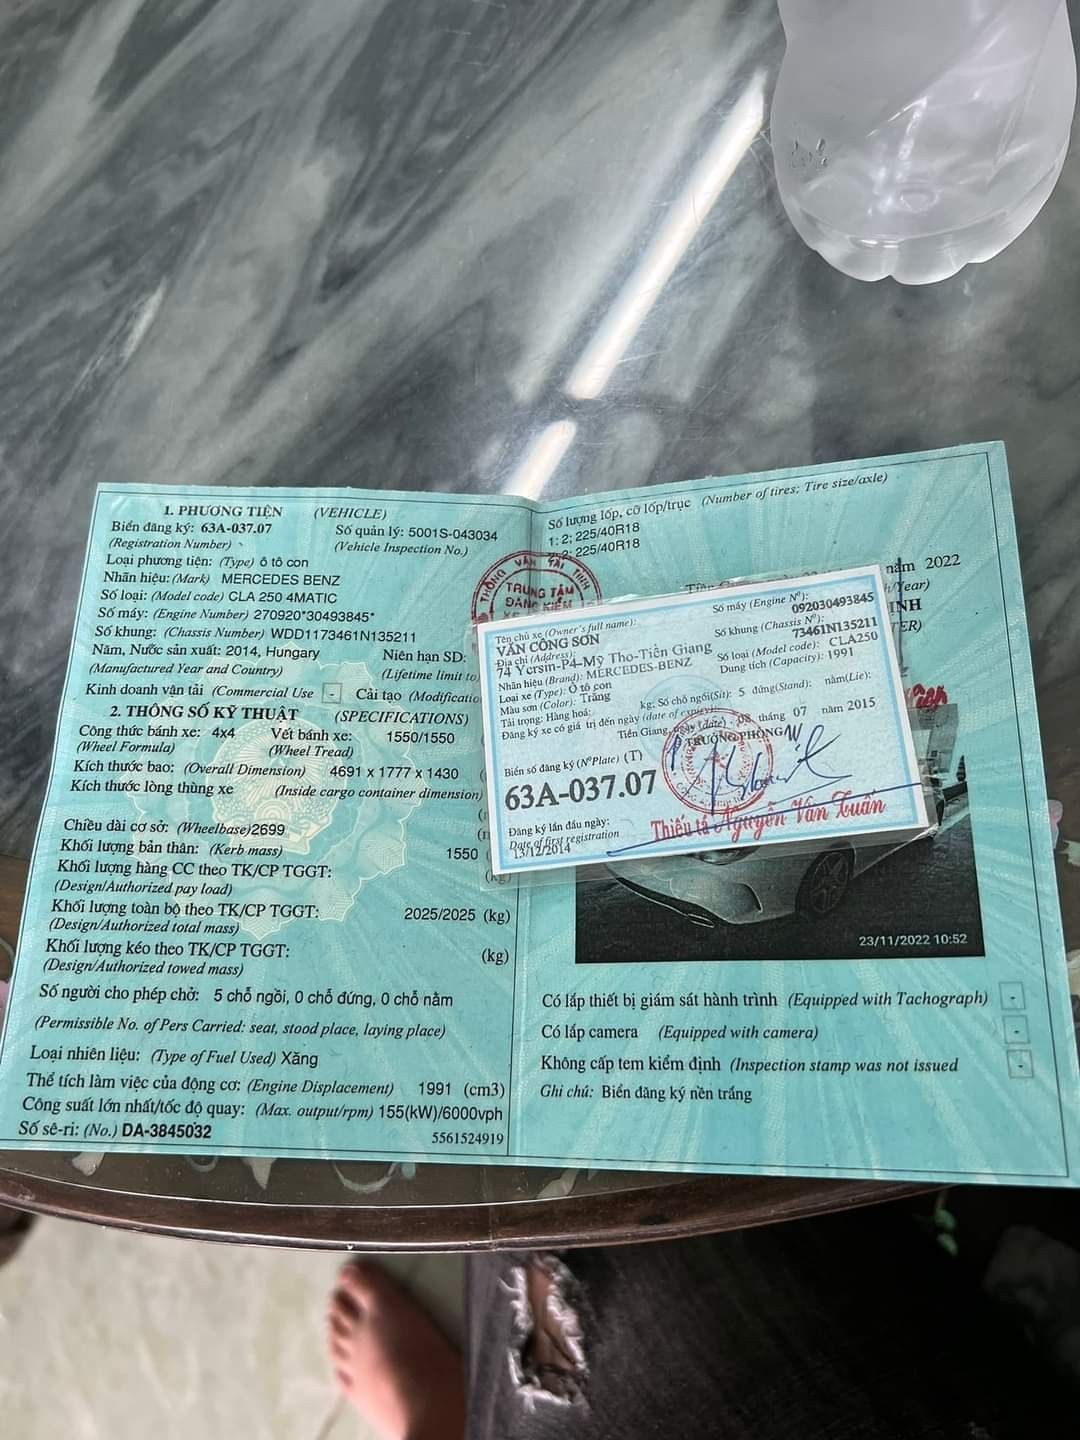 1. PHƯƠNG TIỆN (VEHICLE)
Biển đăng ký: 63A-037.07 Số quản lý: 5001S-043034
(Registration Number) (Vehicle Inspection No.)
Loại phương tiện: (Type) Ô tô con
Nhãn hiệu: (Mark) MERCEDES BENZ
Số loại: (Model code) CLA 250 4MATIC
Số máy: (Engine Number) 270920*30493845*
Số khung: (Chassis Number) WDD1173461N135211
Năm, Nước sản xuất: 2014, Hungary Niên hạn SD:
(Manufactured Year and Country) (Lifetime limit to
Kinh doanh vận tải (Commercial Use - Cải tạo (Modificatio
2. THÔNG SỐ KỸ THUẬT (SPECIFICATIONS)
Công thức bánh xe: 4x4 Vết bánh xe: 1550/1550
(Wheel Formula) (Wheel Tread)
Kích thước bao: (Overall Dimension) 4691 x 1777 x 1430
Kích thước lòng thùng xe (Inside cargo container dimension)
Chiều dài cơ sở: (Wheelbase)2699
Khối lượng bản thân: (Kerb mass) 1550
Khối lượng hàng CC theo TK/CP TGGT: (kg)
(Design/Authorized pay load)
Khối lượng toàn bộ theo TK/CP TGGT: 2025/2025 (kg)
(Design/Authorized total mass)
Khối lượng kéo theo TK/CP TGGT: (kg)
(Design/Authorized towed mass)
Số người cho phép chở: 5 chỗ ngồi, 0 chỗ đứng, 0 chỗ nằm
(Permissible No. of Pers Carried: seat, stood place, laying place)
Loại nhiên liệu: (Type of Fuel Used) Xăng
Thể tích làm việc của động cơ: (Engine Displacement) 1991 (cm3)
Công suất lớn nhất/tốc độ quay: (Max. output/rpm) 155(kW)/6000vph
Số sê-ri: (No.) DA-3845032 5561524919
Số lượng lốp, cỡ lốp/trục (Number of tires; Tire size/axle)
1: 2; 225/40R18
2: 2; 225/40R18
năm 2022
TRUNG TÂM
ĐĂNG KIỂM
Tên chủ xe (Owner's full name): Số máy (Engine Nº):
VĂN CÔNG SƠN 092030493845
Địa chỉ (Address): Số khung (Chassis Nº):
74 Yersin-P4-Mỹ Tho-Tiền Giang 73461N135211
Nhãn hiệu (Brand): MERCEDES-BENZ Số loại (Model code): CLA250
Loại xe (Type): Ô tô con Dung tích (Capacity): 1991
Màu sơn (Color): Trắng
Tải trọng: Hàng hoá: kg; Số chỗ ngồi(Sit): 5 đứng(Stand): nằm(Lie):
Đăng ký xe có giá trị đến ngày (date of expiry):
Tiền Giang, ngày (date) 08 tháng 07 năm 2015
TRƯỞNG PHÒNG
Biển số đăng ký (NºPlate) (T)
63A-037.07
Đăng ký lần đầu ngày:
Date of first registration
13/12/2014
Thiếu tá Nguyễn Văn Xuân
23/11/2022 10:52
Có lắp thiết bị giám sát hành trình (Equipped with Tachograph) -
Có lắp camera (Equipped with camera) -
Không cấp tem kiểm định (Inspection stamp was not issued -
Ghi chú: Biển đăng ký nền trắng